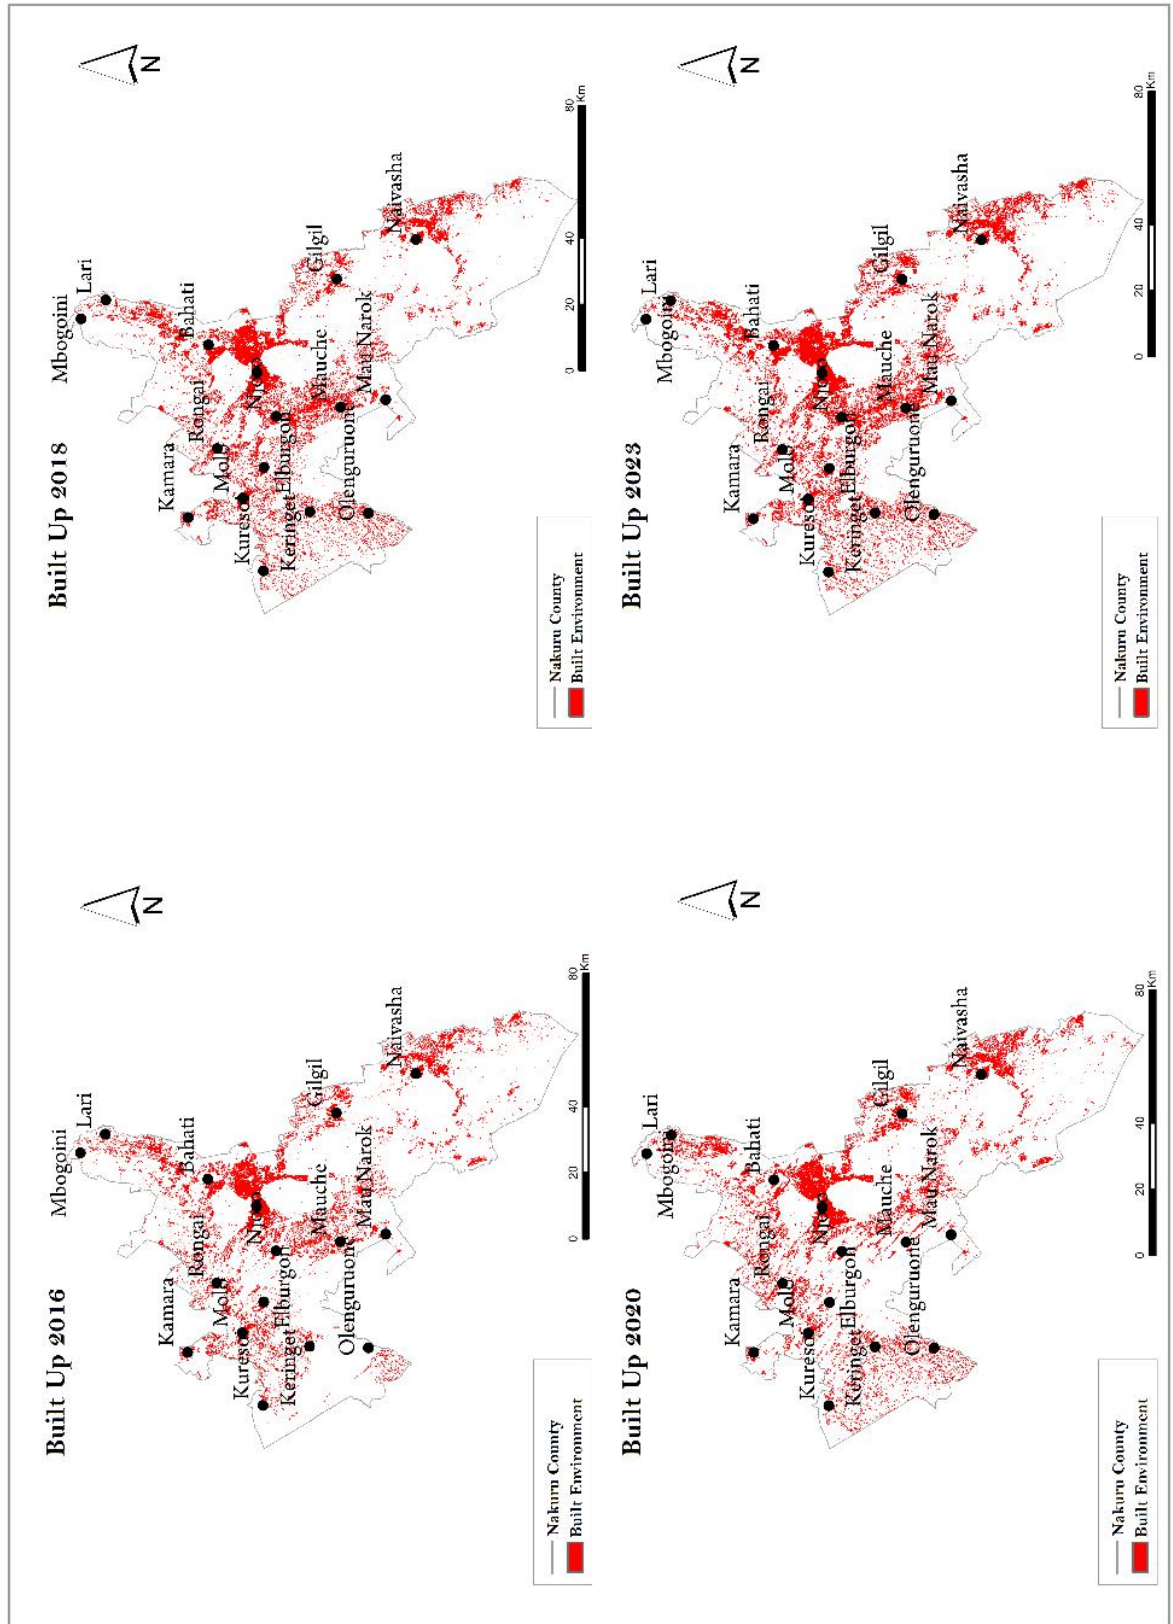 Built Up 2016
N
Mbogoini
Lari
Kamara
Bahati
Rongai
Molo
Kureso
Elburgon
Keringet
Mauche
Gilgil
Olenguruone
Mau Narok
Naivasha
Nakuru County
Built Environment
0 20 40 80
Km
Built Up 2018
N
Mbogoini
Lari
Kamara
Bahati
Rongai
Molo
Kureso
Elburgon
Keringet
Mauche
Gilgil
Olenguruone
Mau Narok
Naivasha
Nakuru County
Built Environment
0 20 40 80
Km
Built Up 2020
N
Mbogoini
Lari
Kamara
Bahati
Rongai
Molo
Kureso
Elburgon
Keringet
Mauche
Gilgil
Olenguruone
Mau Narok
Naivasha
Nakuru County
Built Environment
0 20 40 80
Km
Built Up 2023
N
Mbogoini
Lari
Kamara
Bahati
Rongai
Molo
Kureso
Elburgon
Keringet
Mauche
Gilgil
Olenguruone
Mau Narok
Naivasha
Nakuru County
Built Environment
0 20 40 80
Km